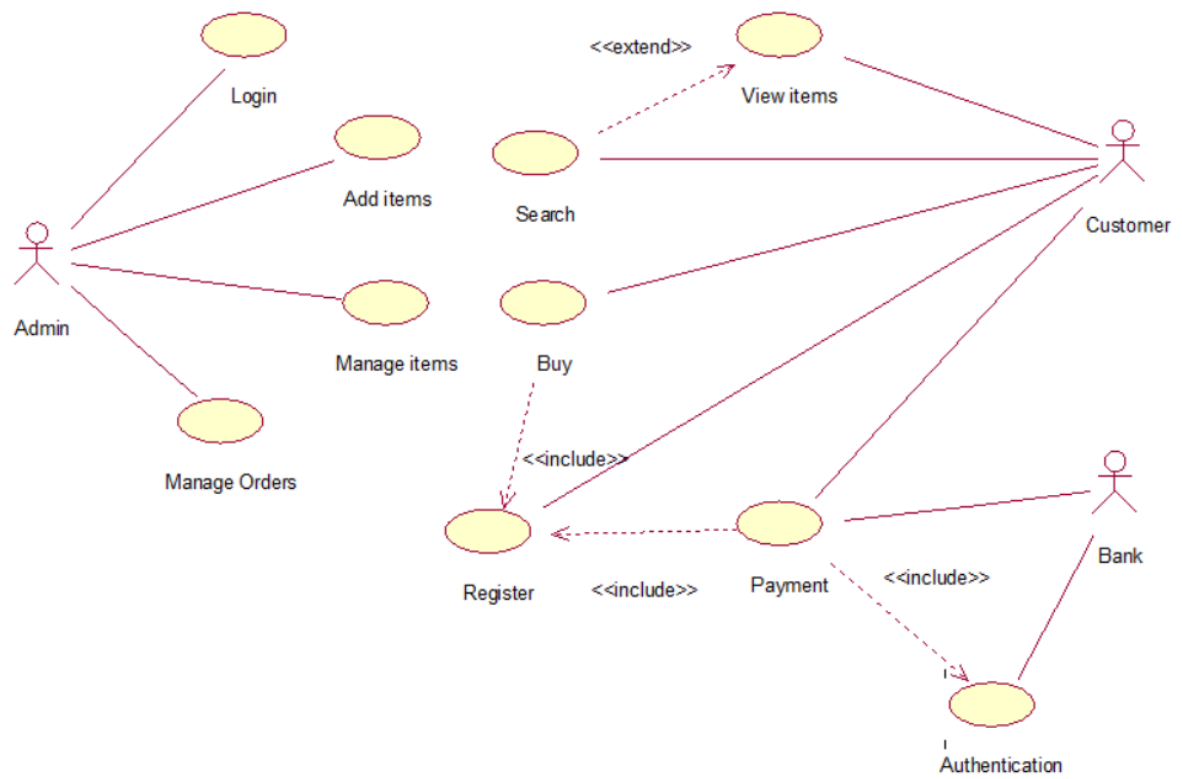 <<extend>>
View items
Login
Add items
Search
Customer
Admin
Manage items
Buy
<<include>>
Manage Orders
Bank
Register
<<include>>
Payment
<<include>>
Authentication